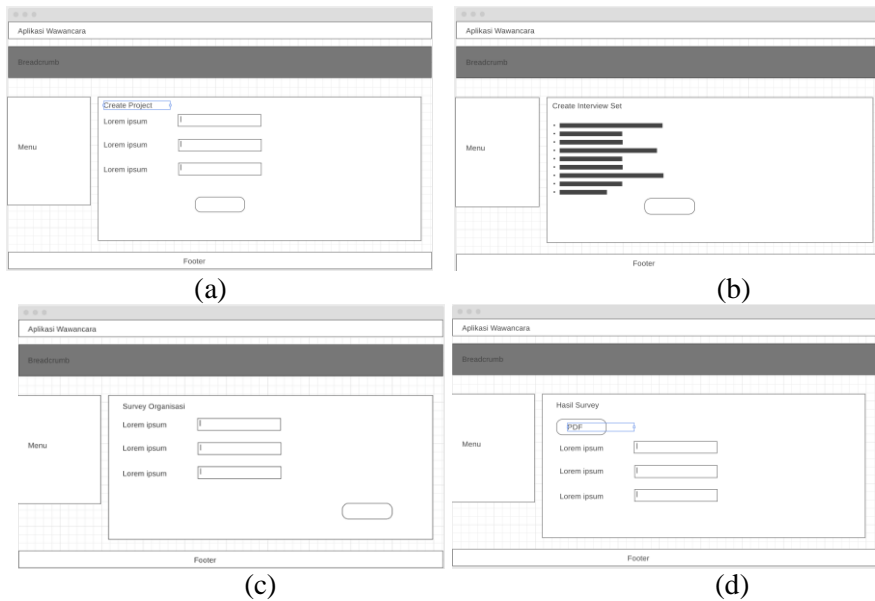 Aplikasi Wawancara
Breadcrumb
Menu
Create Project
Lorem ipsum
Lorem ipsum
Lorem ipsum
Footer
(a)
Aplikasi Wawancara
Breadcrumb
Menu
Create Interview Set
Footer
(b)
Aplikasi Wawancara
Breadcrumb
Menu
Survey Organisasi
Lorem ipsum
Lorem ipsum
Lorem ipsum
Footer
(c)
Aplikasi Wawancara
Breadcrumb
Menu
Hasil Survey
PDF
Lorem ipsum
Lorem ipsum
Lorem ipsum
Footer
(d)